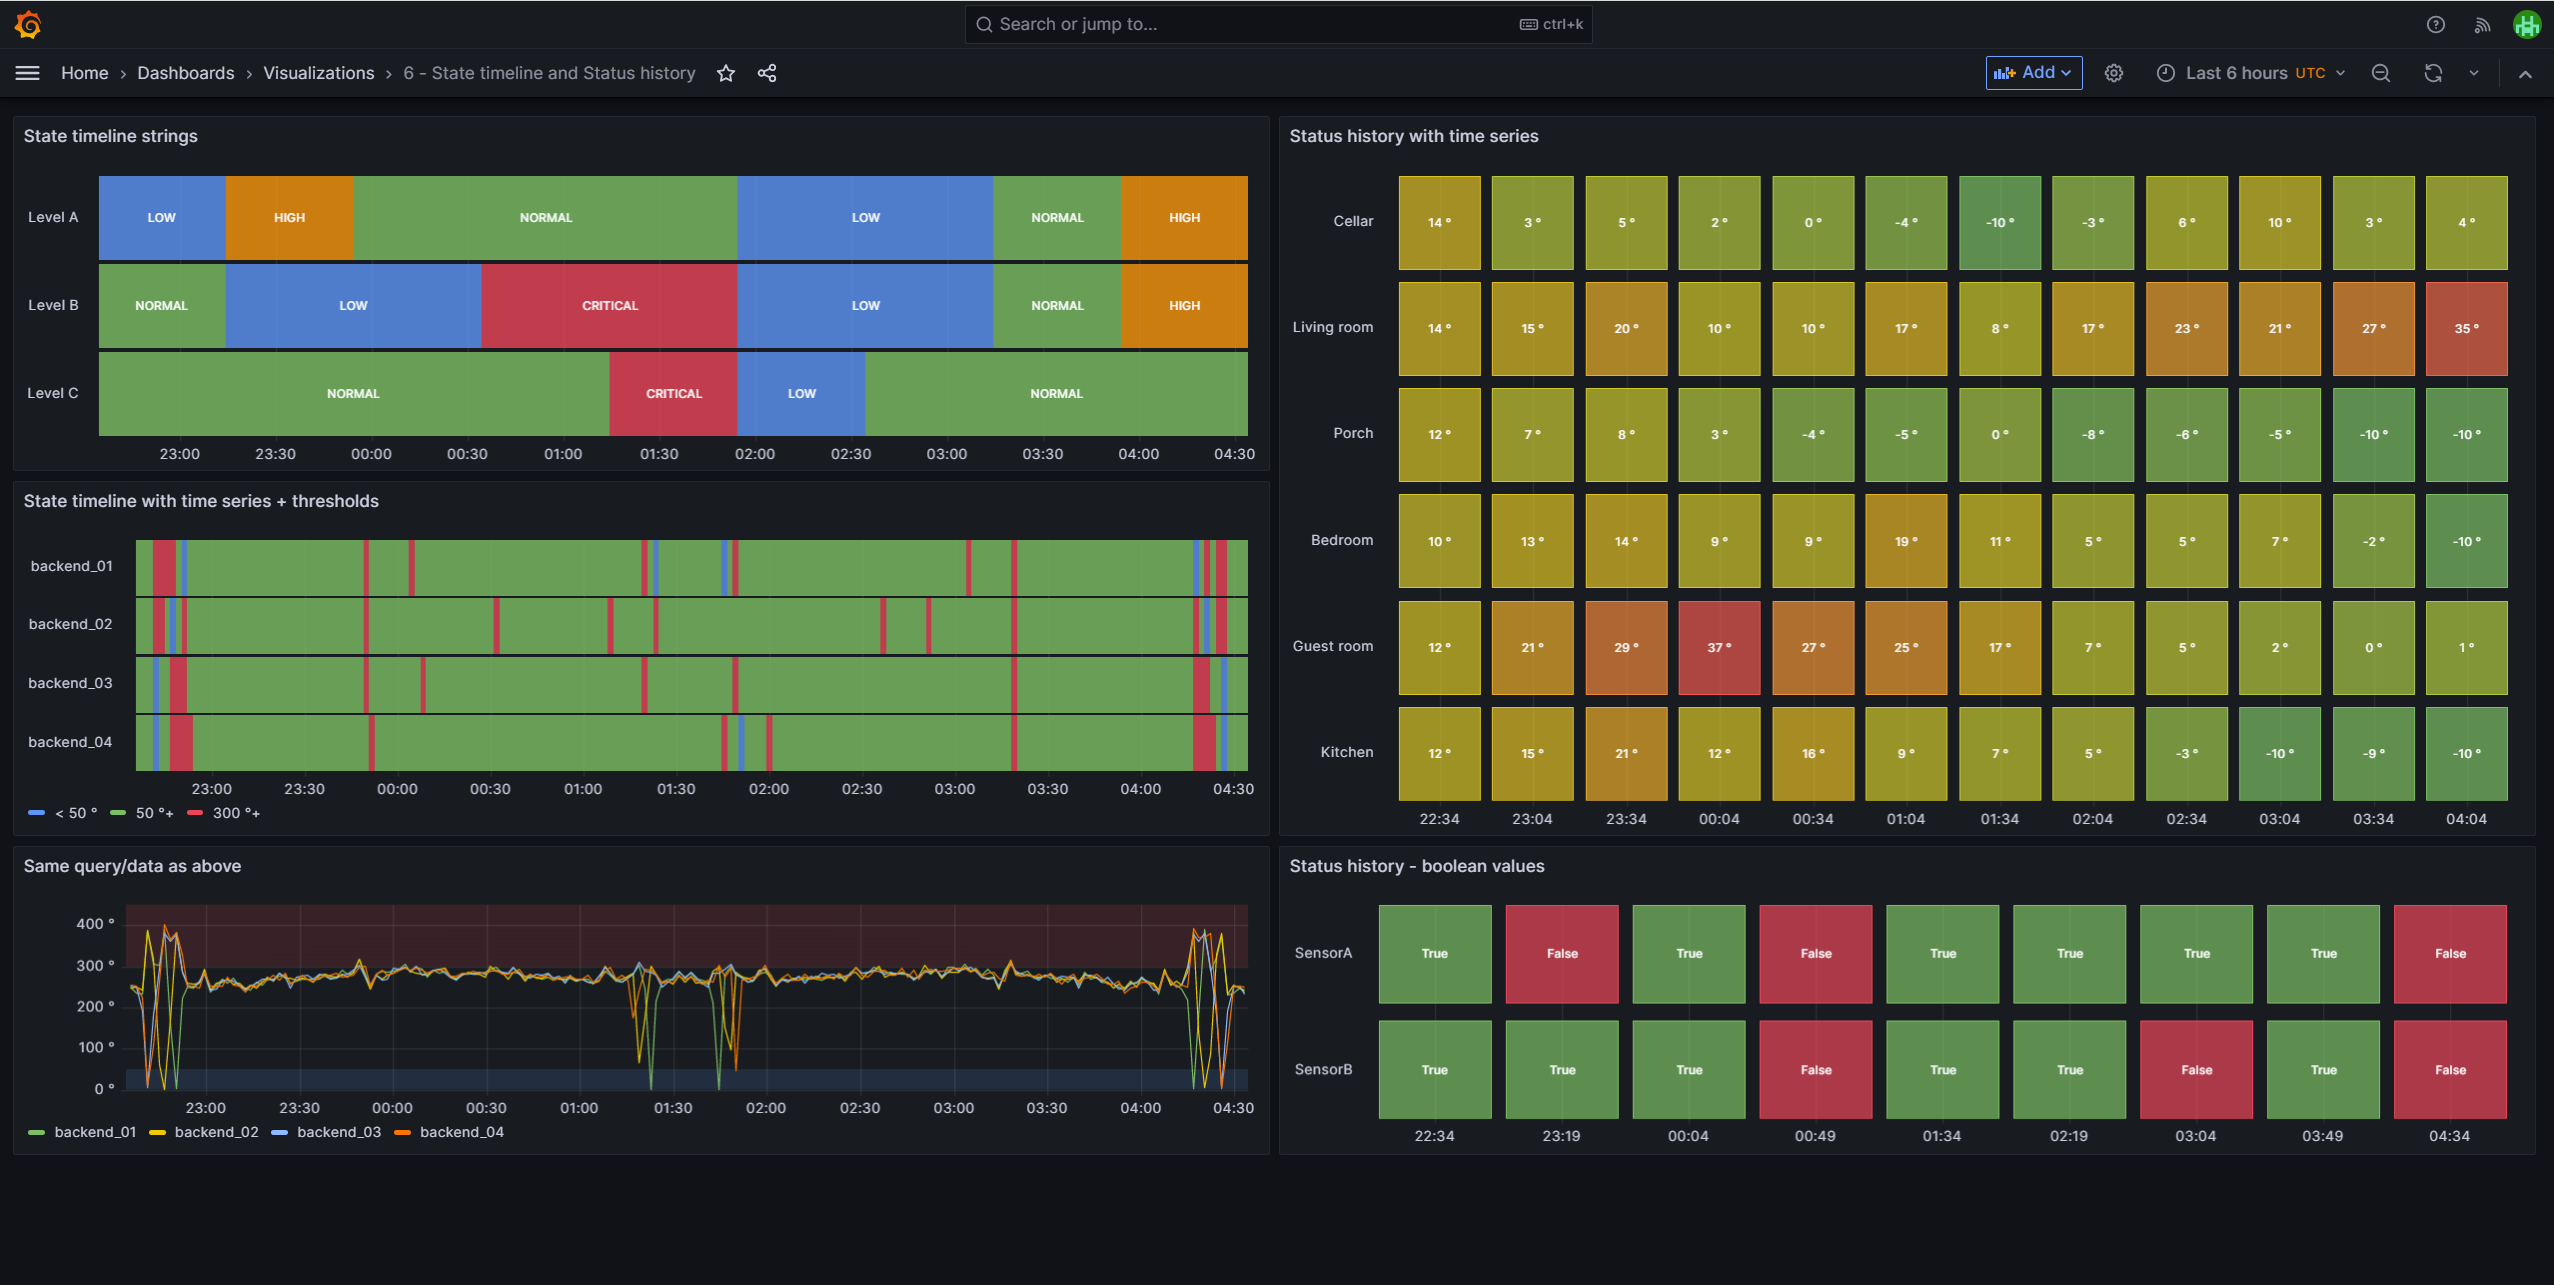 Search or jump to... ctrl+k
Home › Dashboards › Visualizations › 6 - State timeline and Status history
Add Last 6 hours UTC
State timeline strings
Level A LOW HIGH NORMAL LOW NORMAL HIGH
Level B NORMAL LOW CRITICAL LOW NORMAL HIGH
Level C NORMAL CRITICAL LOW NORMAL
23:00 23:30 00:00 00:30 01:00 01:30 02:00 02:30 03:00 03:30 04:00 04:30
State timeline with time series + thresholds
backend_01
backend_02
backend_03
backend_04
23:00 23:30 00:00 00:30 01:00 01:30 02:00 02:30 03:00 03:30 04:00 04:30
< 50 ° 50 °+ 300 °+
Same query/data as above
400 °
300 °
200 °
100 °
0 °
23:00 23:30 00:00 00:30 01:00 01:30 02:00 02:30 03:00 03:30 04:00 04:30
backend_01 backend_02 backend_03 backend_04
Status history with time series
Cellar 14 ° 3 ° 5 ° 2 ° 0 ° -4 ° -10 ° -3 ° 6 ° 10 ° 3 ° 4 °
Living room 14 ° 15 ° 20 ° 10 ° 10 ° 17 ° 8 ° 17 ° 23 ° 21 ° 27 ° 35 °
Porch 12 ° 7 ° 8 ° 3 ° -4 ° -5 ° 0 ° -8 ° -6 ° -5 ° -10 ° -10 °
Bedroom 10 ° 13 ° 14 ° 9 ° 9 ° 19 ° 11 ° 5 ° 5 ° 7 ° -2 ° -10 °
Guest room 12 ° 21 ° 29 ° 37 ° 27 ° 25 ° 17 ° 7 ° 5 ° 2 ° 0 ° 1 °
Kitchen 12 ° 15 ° 21 ° 12 ° 16 ° 9 ° 7 ° 5 ° -3 ° -10 ° -9 ° -10 °
22:34 23:04 23:34 00:04 00:34 01:04 01:34 02:04 02:34 03:04 03:34 04:04
Status history - boolean values
SensorA True False True False True True True True False
SensorB True True True False True True False True False
22:34 23:19 00:04 00:49 01:34 02:19 03:04 03:49 04:34